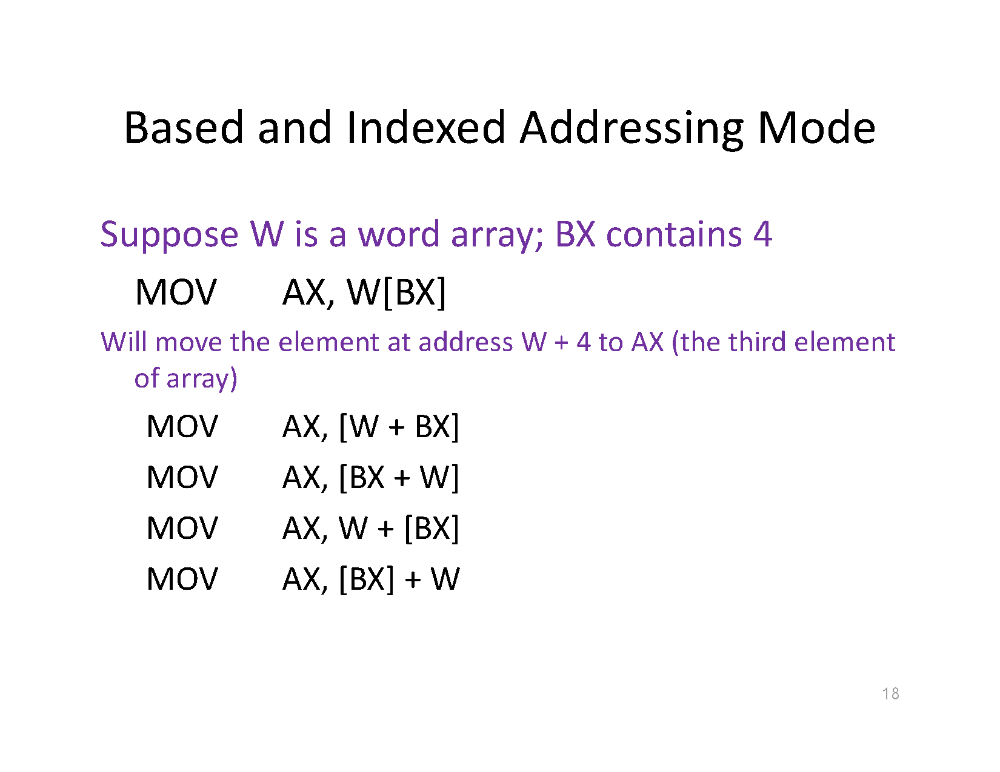 Based and Indexed Addressing Mode
Suppose W is a word array; BX contains 4
MOV AX, W[BX]
Will move the element at address W + 4 to AX (the third element
of array)
MOV AX, [W + BX]
MOV AX, [BX + W]
MOV AX, W + [BX]
MOV AX, [BX] + W
18